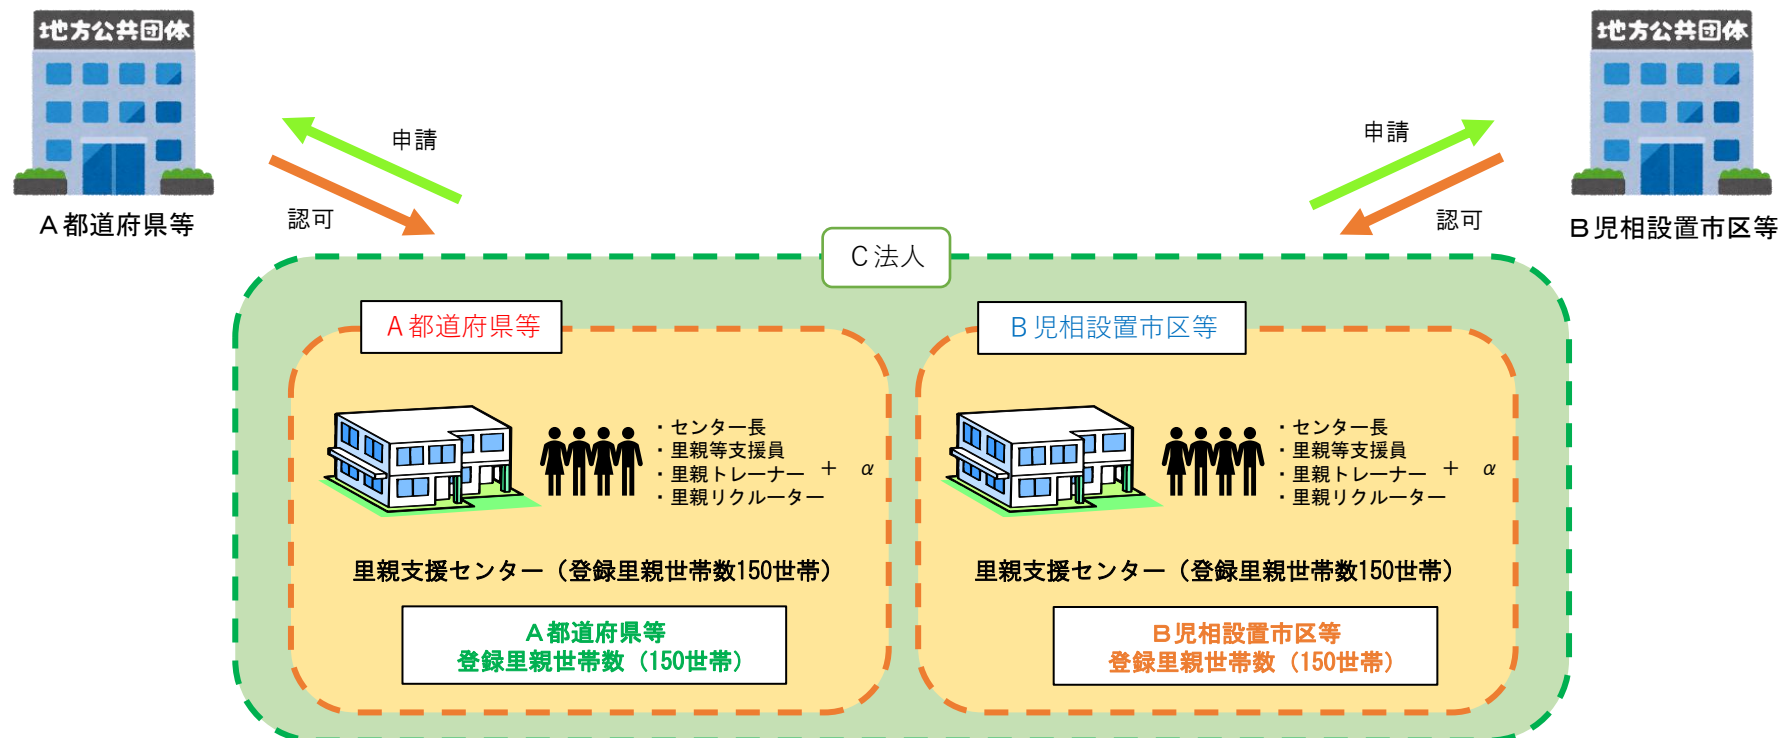 地方公共団体
A都道府県等
申請
認可
地方公共団体
B児相設置市区等
申請
認可
C法人
A都道府県等
・センター長
・里親等支援員
・里親トレーナー
・里親リクルーター
+ α
里親支援センター（登録里親世帯数150世帯）
A都道府県等
登録里親世帯数（150世帯）
B児相設置市区等
・センター長
・里親等支援員
・里親トレーナー
・里親リクルーター
+ α
里親支援センター（登録里親世帯数150世帯）
B児相設置市区等
登録里親世帯数（150世帯）